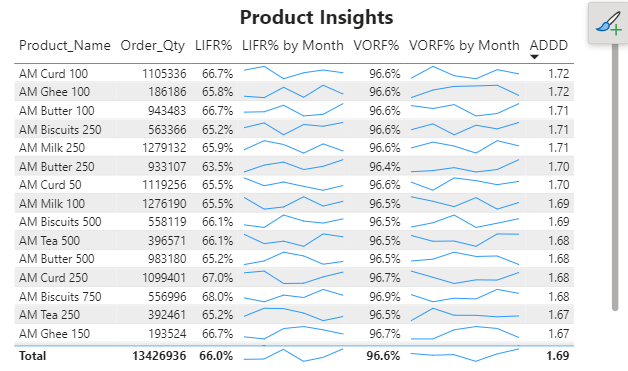 Product Insights
Product_Name Order_Qty LIFR% LIFR% by Month VORF% VORF% by Month ADDD
AM Curd 100 1105336 66.7% 96.6% 1.72
AM Ghee 100 186186 65.8% 96.6% 1.72
AM Butter 100 943483 66.7% 96.6% 1.71
AM Biscuits 250 563366 65.2% 96.6% 1.71
AM Milk 250 1279132 65.9% 96.6% 1.71
AM Butter 250 933107 63.5% 96.4% 1.70
AM Curd 50 1119256 65.5% 96.6% 1.70
AM Milk 100 1276190 65.5% 96.5% 1.69
AM Biscuits 500 558119 66.1% 96.5% 1.69
AM Tea 500 396571 66.1% 96.5% 1.68
AM Butter 500 983180 65.2% 96.5% 1.68
AM Curd 250 1099401 67.0% 96.7% 1.68
AM Biscuits 750 556996 68.0% 96.9% 1.68
AM Tea 250 392461 65.2% 96.5% 1.67
AM Ghee 150 193524 66.7% 96.7% 1.67
Total 13426936 66.0% 96.6% 1.69